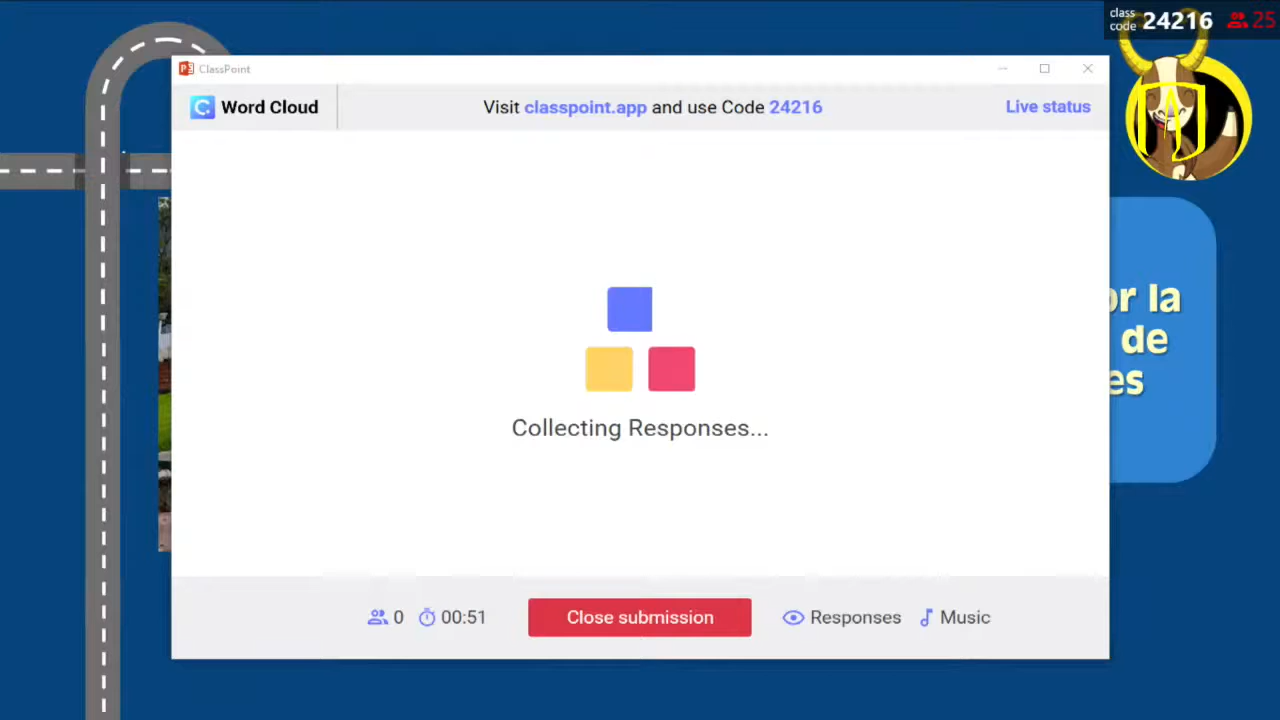 class
code 24216 25
ClassPoint
Word Cloud
Visit classpoint.app and use Code 24216
Live status
or la
de
es
Collecting Responses...
0 00:51
Close submission
Responses
Music